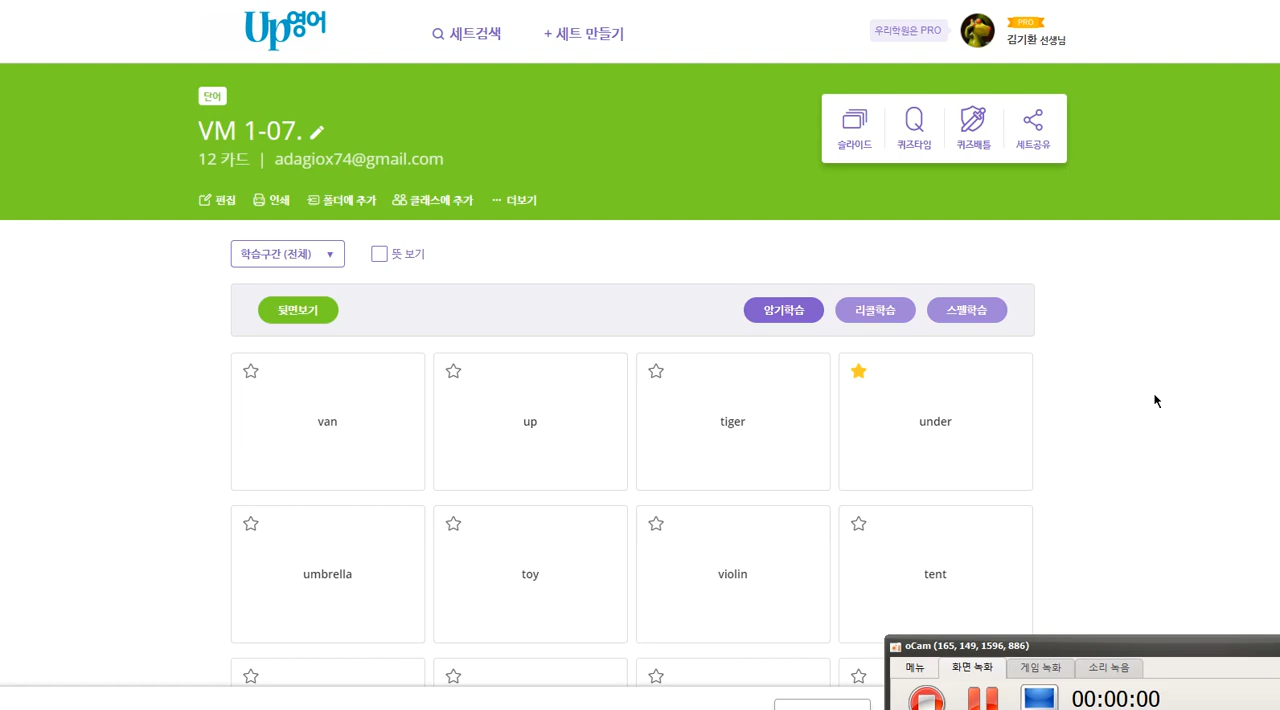 Up영어
세트검색
+ 세트 만들기
우리학원은 PRO
PRO
김기환 선생님
단어
VM 1-07.
12 카드 | adagiox74@gmail.com
슬라이드
퀴즈타임
퀴즈배틀
세트공유
편집
인쇄
폴더에 추가
클래스에 추가
··· 더보기
학습구간 (전체) ▼
뜻 보기
뒷면보기
암기학습
리콜학습
스펠학습
van
up
tiger
under
umbrella
toy
violin
tent
oCam (165, 149, 1596, 886)
메뉴
화면 녹화
게임 녹화
소리 녹음
00:00:00